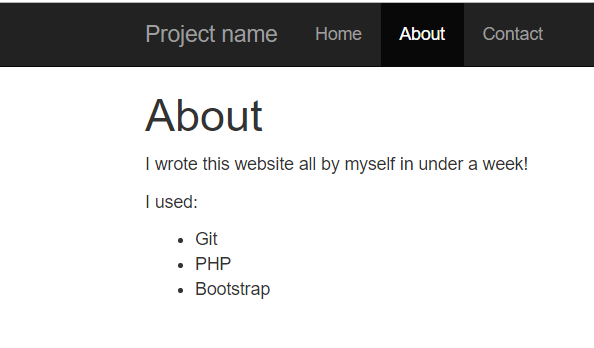 Project name Home About Contact
About
I wrote this website all by myself in under a week!
I used:
Git
PHP
Bootstrap